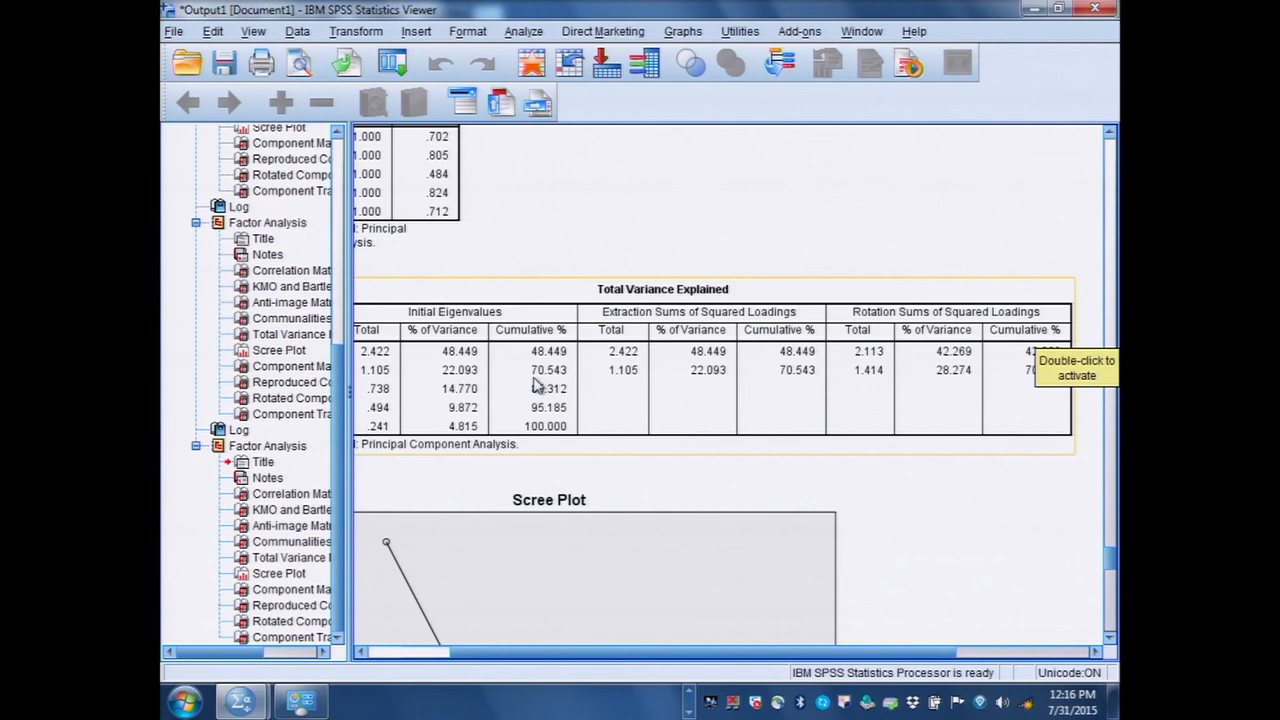 *Output1 [Document1] - IBM SPSS Statistics Viewer
File Edit View Data Transform Insert Format Analyze Direct Marketing Graphs Utilities Add-ons Window Help
Scree Plot
Component Ma
Reproduced Co
Rotated Compo
Component Tra
Log
Factor Analysis
Title
Notes
Correlation Mat
KMO and Bartle
Anti-image Matr
Communalities
Total Variance I
Scree Plot
Component Ma
Reproduced Co
Rotated Compo
Component Tra
Log
Factor Analysis
Title
Notes
Correlation Mat
KMO and Bartle
Anti-image Matr
Communalities
Total Variance I
Scree Plot
Component Ma
Reproduced Co
Rotated Compo
Component Tra
1.000 .702
1.000 .805
1.000 .484
1.000 .824
1.000 .712
l: Principal
ysis.
Total Variance Explained
Initial Eigenvalues Extraction Sums of Squared Loadings Rotation Sums of Squared Loadings
Total % of Variance Cumulative % Total % of Variance Cumulative % Total % of Variance Cumulative %
2.422 48.449 48.449 2.422 48.449 48.449 2.113 42.269
1.105 22.093 70.543 1.105 22.093 70.543 1.414 28.274
.738 14.770 .312
.494 9.872 95.185
.241 4.815 100.000
l: Principal Component Analysis.
Double-click to
activate
Scree Plot
IBM SPSS Statistics Processor is ready Unicode:ON
12:16 PM
7/31/2015